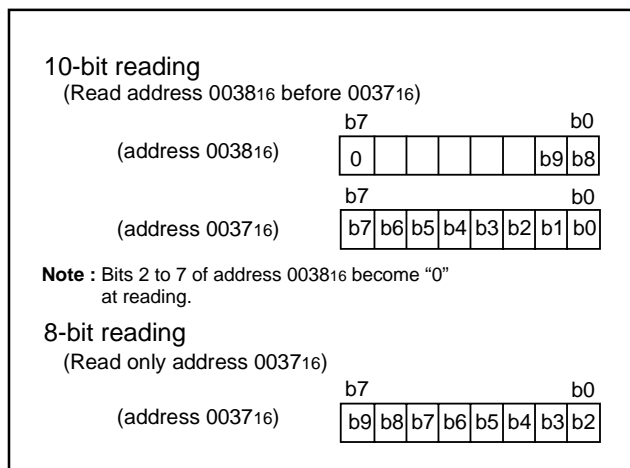 10-bit reading
(Read address 003816 before 003716)
b7 b0
(address 003816) 0 b9 b8
b7 b0
(address 003716) b7 b6 b5 b4 b3 b2 b1 b0
Note : Bits 2 to 7 of address 003816 become “0”
at reading.
8-bit reading
(Read only address 003716)
b7 b0
(address 003716) b9 b8 b7 b6 b5 b4 b3 b2